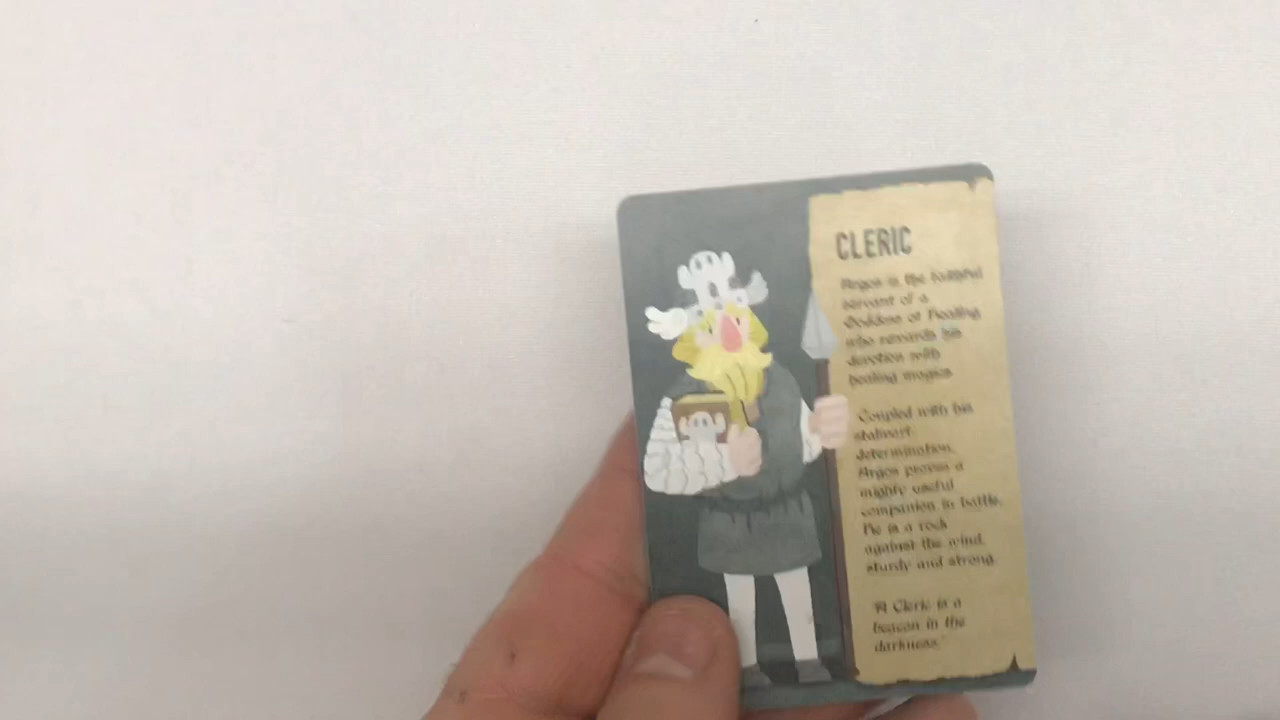 CLERIC
Argos is the faithful
servant of a
Goddess of Healing
who rewards his
devotion with
healing magics.
Coupled with his
stalwart
determination,
Argos proves a
mighty useful
companion in battle.
He is a rock
against the wind,
sturdy and strong.
'A Cleric is a
beacon in the
darkness.'